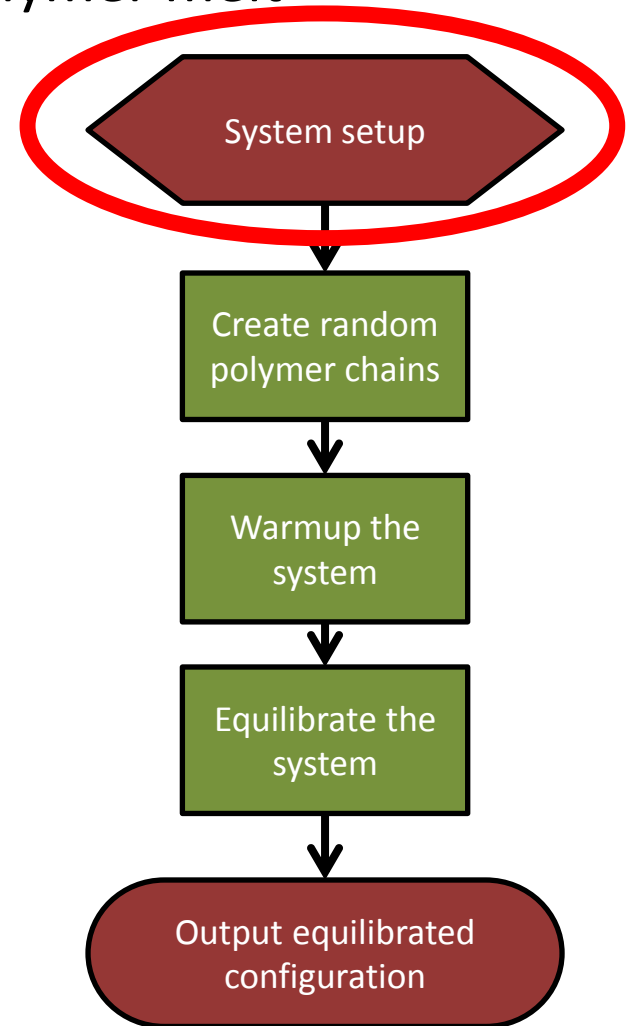 System setup
Create random
polymer chains
Warmup the
system
Equilibrate the
system
Output equilibrated
configuration